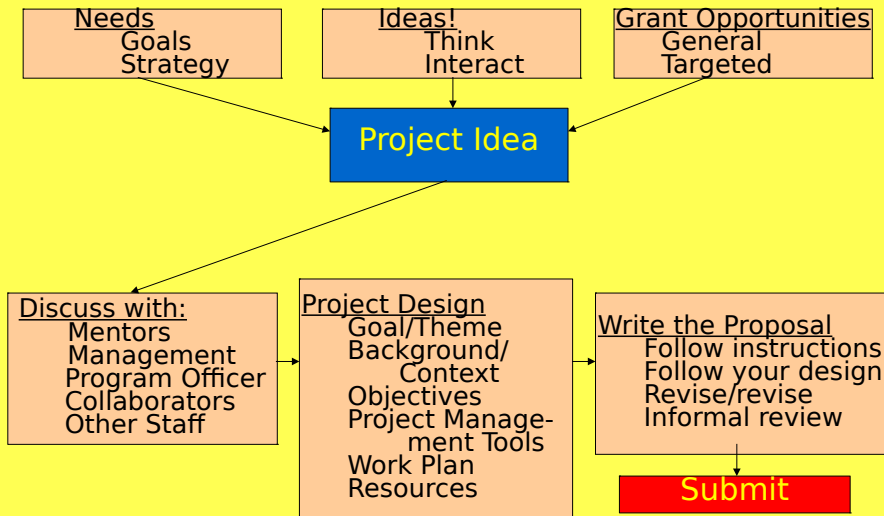 Needs
Goals
Strategy
Ideas!
Think
Interact
Grant Opportunities
General
Targeted
Project Idea
Discuss with:
Mentors
Management
Program Officer
Collaborators
Other Staff
Project Design
Goal/Theme
Background/
Context
Objectives
Project Manage-
ment Tools
Work Plan
Resources
Write the Proposal
Follow instructions
Follow your design
Revise/revise
Informal review
Submit